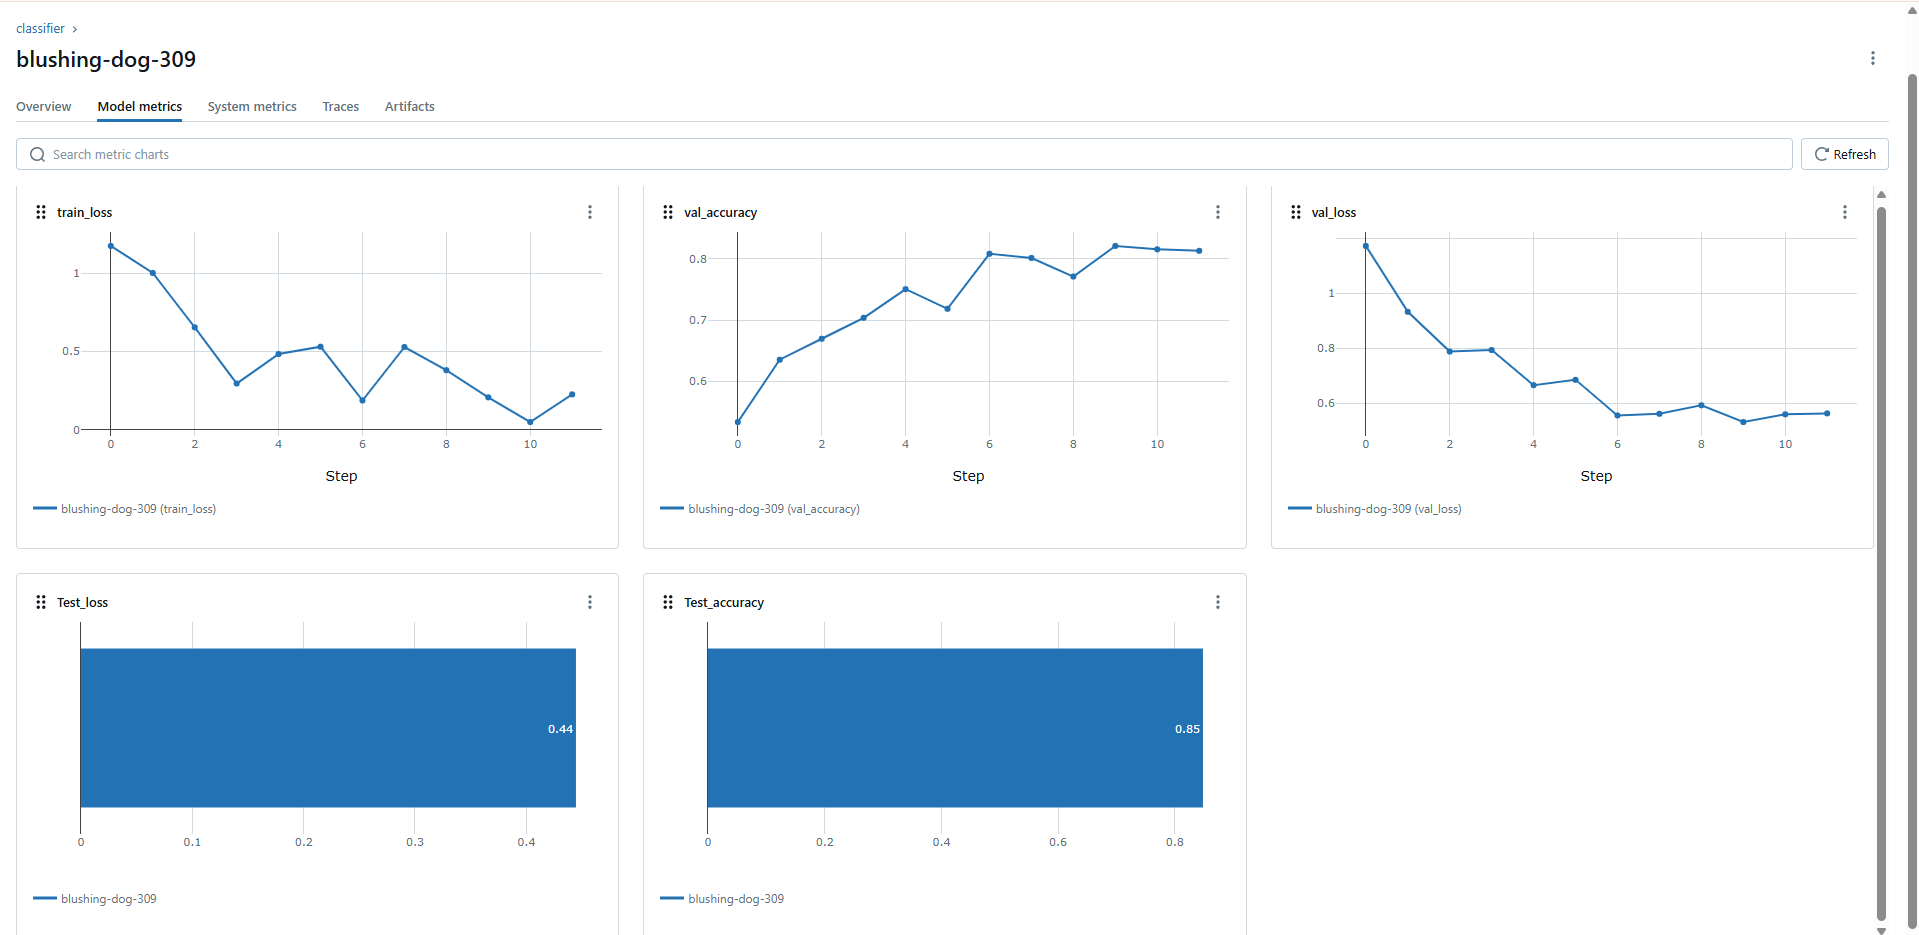 classifier ›
blushing-dog-309
Overview Model metrics System metrics Traces Artifacts
Search metric charts Refresh
train_loss
1
0.5
0
0 2 4 6 8 10
Step
blushing-dog-309 (train_loss)
val_accuracy
0.8
0.7
0.6
0 2 4 6 8 10
Step
blushing-dog-309 (val_accuracy)
val_loss
1
0.8
0.6
0 2 4 6 8 10
Step
blushing-dog-309 (val_loss)
Test_loss
0.44
0 0.1 0.2 0.3 0.4
blushing-dog-309
Test_accuracy
0.85
0 0.2 0.4 0.6 0.8
blushing-dog-309